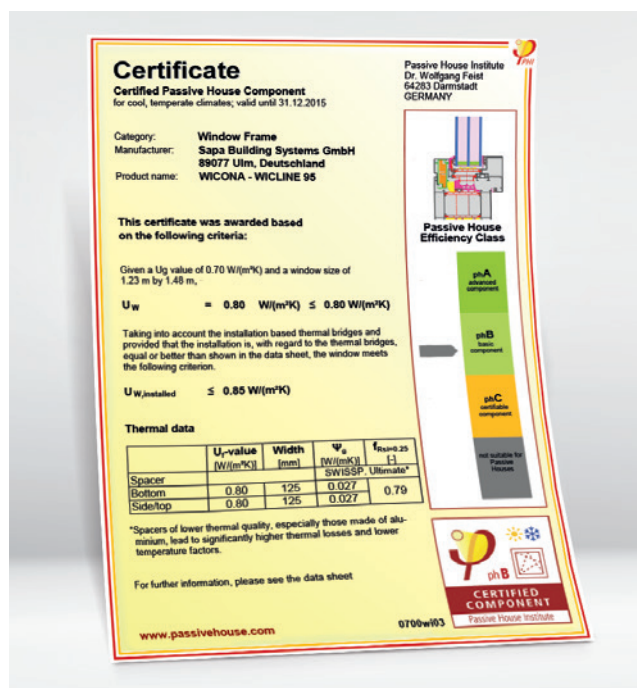 Certificate
Certified Passive House Component
for cool, temperate climates; valid until 31.12.2015
Passive House Institute
Dr. Wolfgang Feist
64283 Darmstadt
GERMANY
PHI
Category: Window Frame
Manufacturer: Sapa Building Systems GmbH
89077 Ulm, Deutschland
Product name: WICONA - WICLINE 95
This certificate was awarded based
on the following criteria:
Given a Ug value of 0.70 W/(m²K) and a window size of
1.23 m by 1.48 m,
Uw = 0.80 W/(m²K) ≤ 0.80 W/(m²K)
Taking into account the installation based thermal bridges and
provided that the installation is, with regard to the thermal bridges,
equal or better than shown in the data sheet, the window meets
the following criterion.
Uw,installed ≤ 0.85 W/(m²K)
Thermal data
Uf-value Width Ψg fRsi=0.25
[W/(m²K)] [mm] [W/(mK)] [-]
Spacer SWISSP. Ultimate*
Bottom 0.80 125 0.027 0.79
Side/top 0.80 125 0.027
*Spacers of lower thermal quality, especially those made of alu-
minium, lead to significantly higher thermal losses and lower
temperature factors.
For further information, please see the data sheet
www.passivehouse.com
0700wi03
Passive House
Efficiency Class
phA
advanced
component
phB
basic
component
phC
certifiable
component
not suitable for
Passive
Houses
phB
CERTIFIED
COMPONENT
Passive House Institute